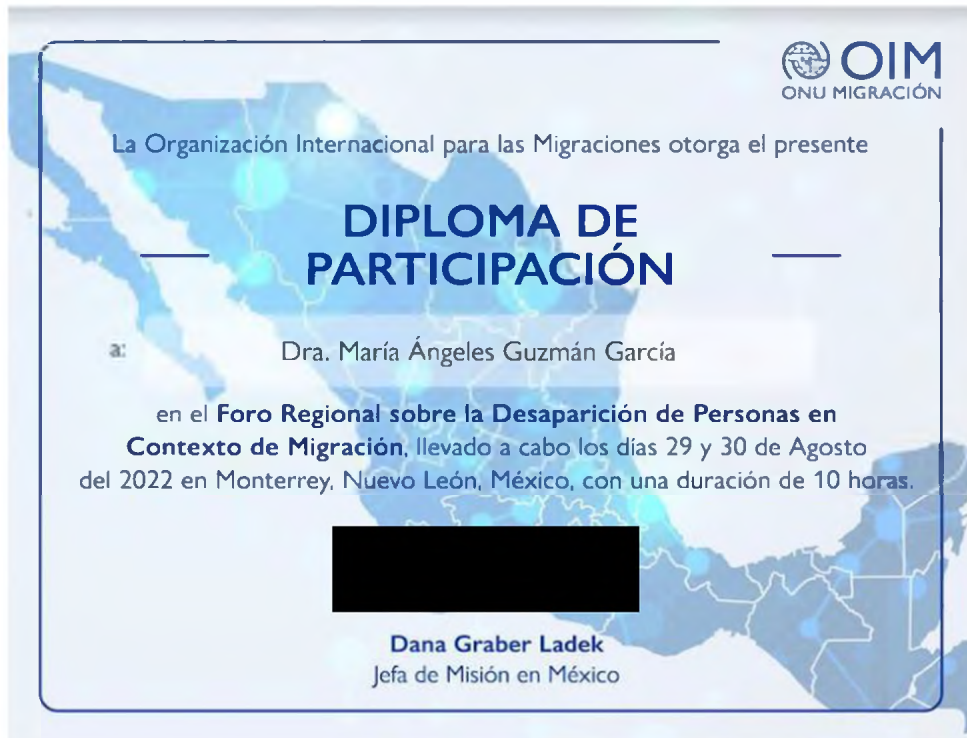 OIM
ONU MIGRACIÓN
La Organización Internacional para las Migraciones otorga el presente
DIPLOMA DE
PARTICIPACIÓN
a:
Dra. María Ángeles Guzmán García
en el Foro Regional sobre la Desaparición de Personas en
Contexto de Migración, llevado a cabo los días 29 y 30 de Agosto
del 2022 en Monterrey, Nuevo León, México, con una duración de 10 horas.
Dana Graber Ladek
Jefa de Misión en México